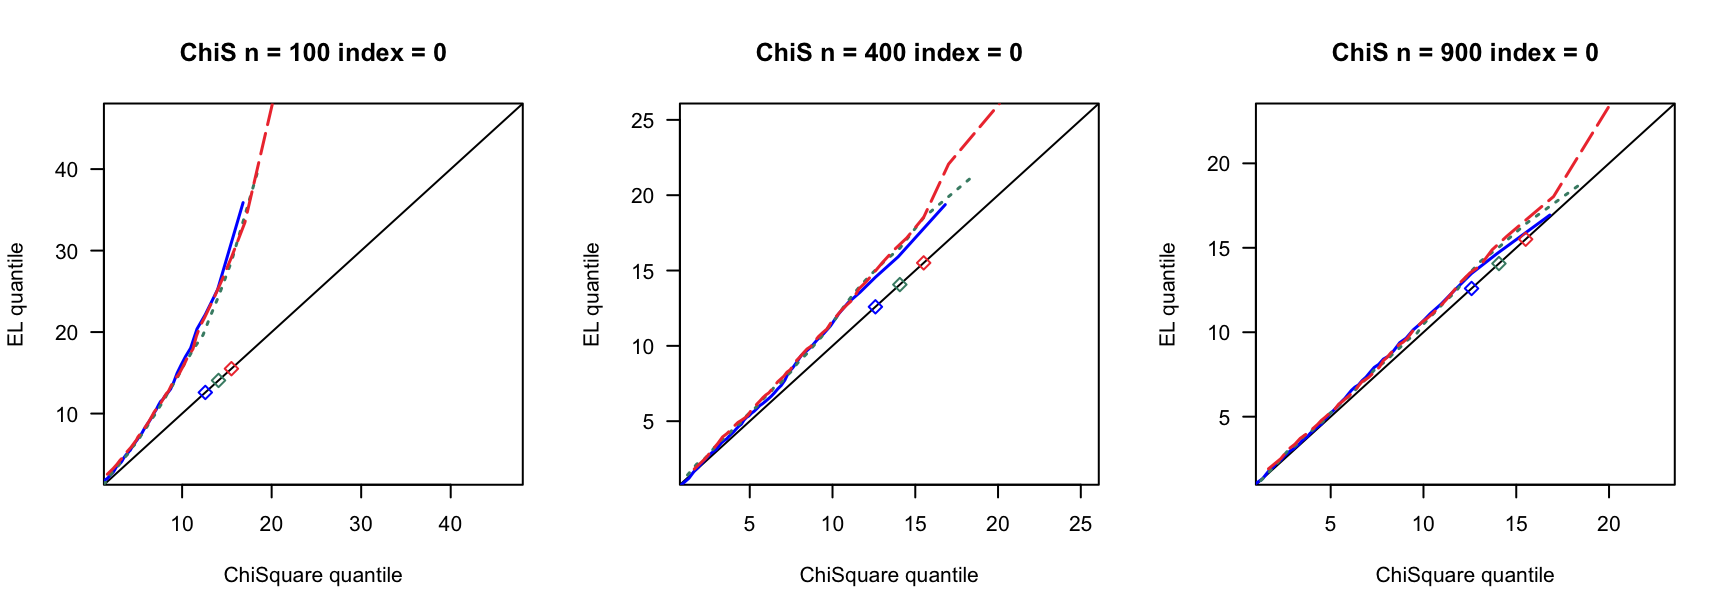 ChiS n = 100 index = 0
EL quantile
40
30
20
10
10 20 30 40
ChiSquare quantile
ChiS n = 400 index = 0
EL quantile
25
20
15
10
5
5 10 15 20 25
ChiSquare quantile
ChiS n = 900 index = 0
EL quantile
20
15
10
5
5 10 15 20
ChiSquare quantile